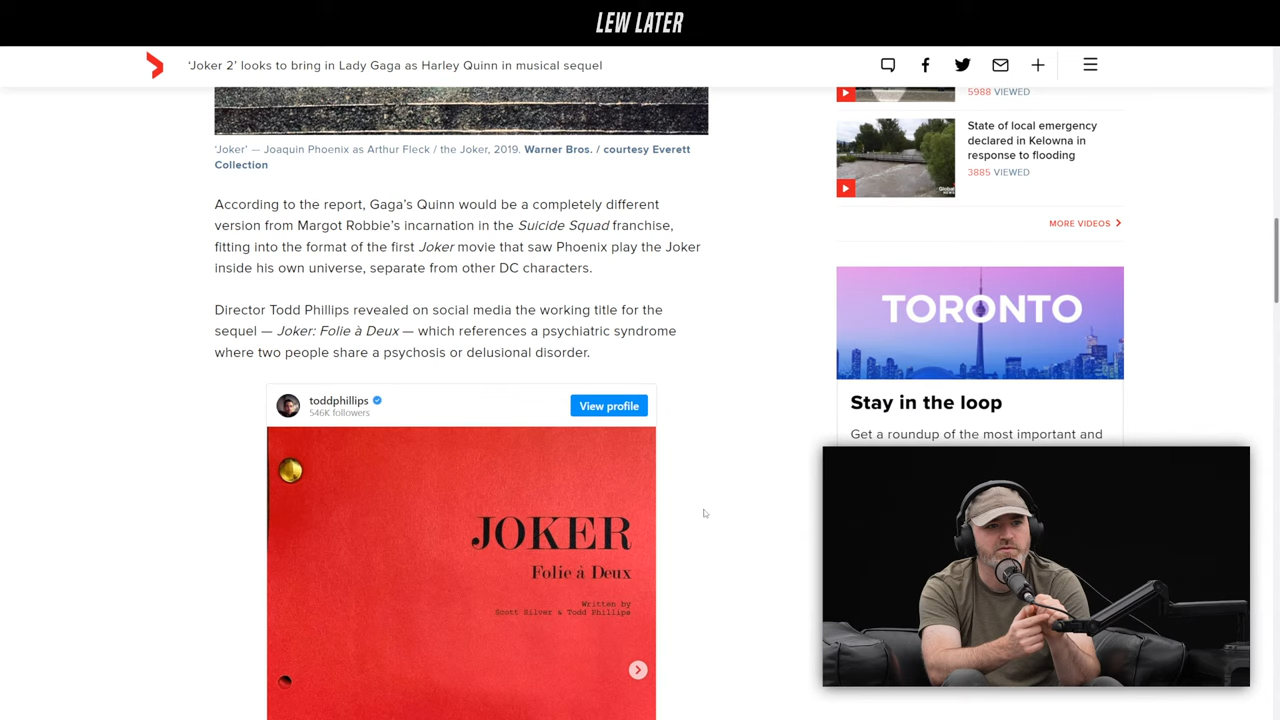 LEW LATER
‘Joker 2’ looks to bring in Lady Gaga as Harley Quinn in musical sequel
‘Joker’ — Joaquin Phoenix as Arthur Fleck / the Joker, 2019. Warner Bros. / courtesy Everett
Collection
According to the report, Gaga’s Quinn would be a completely different
version from Margot Robbie’s incarnation in the Suicide Squad franchise,
fitting into the format of the first Joker movie that saw Phoenix play the Joker
inside his own universe, separate from other DC characters.
Director Todd Phillips revealed on social media the working title for the
sequel — Joker: Folie à Deux — which references a psychiatric syndrome
where two people share a psychosis or delusional disorder.
toddphillips
546K followers
View profile
JOKER
Folie à Deux
Written by
Scott Silver & Todd Phillips
5988 VIEWED
State of local emergency
declared in Kelowna in
response to flooding
3885 VIEWED
Global
NEWS
MORE VIDEOS
TORONTO
Stay in the loop
Get a roundup of the most important and